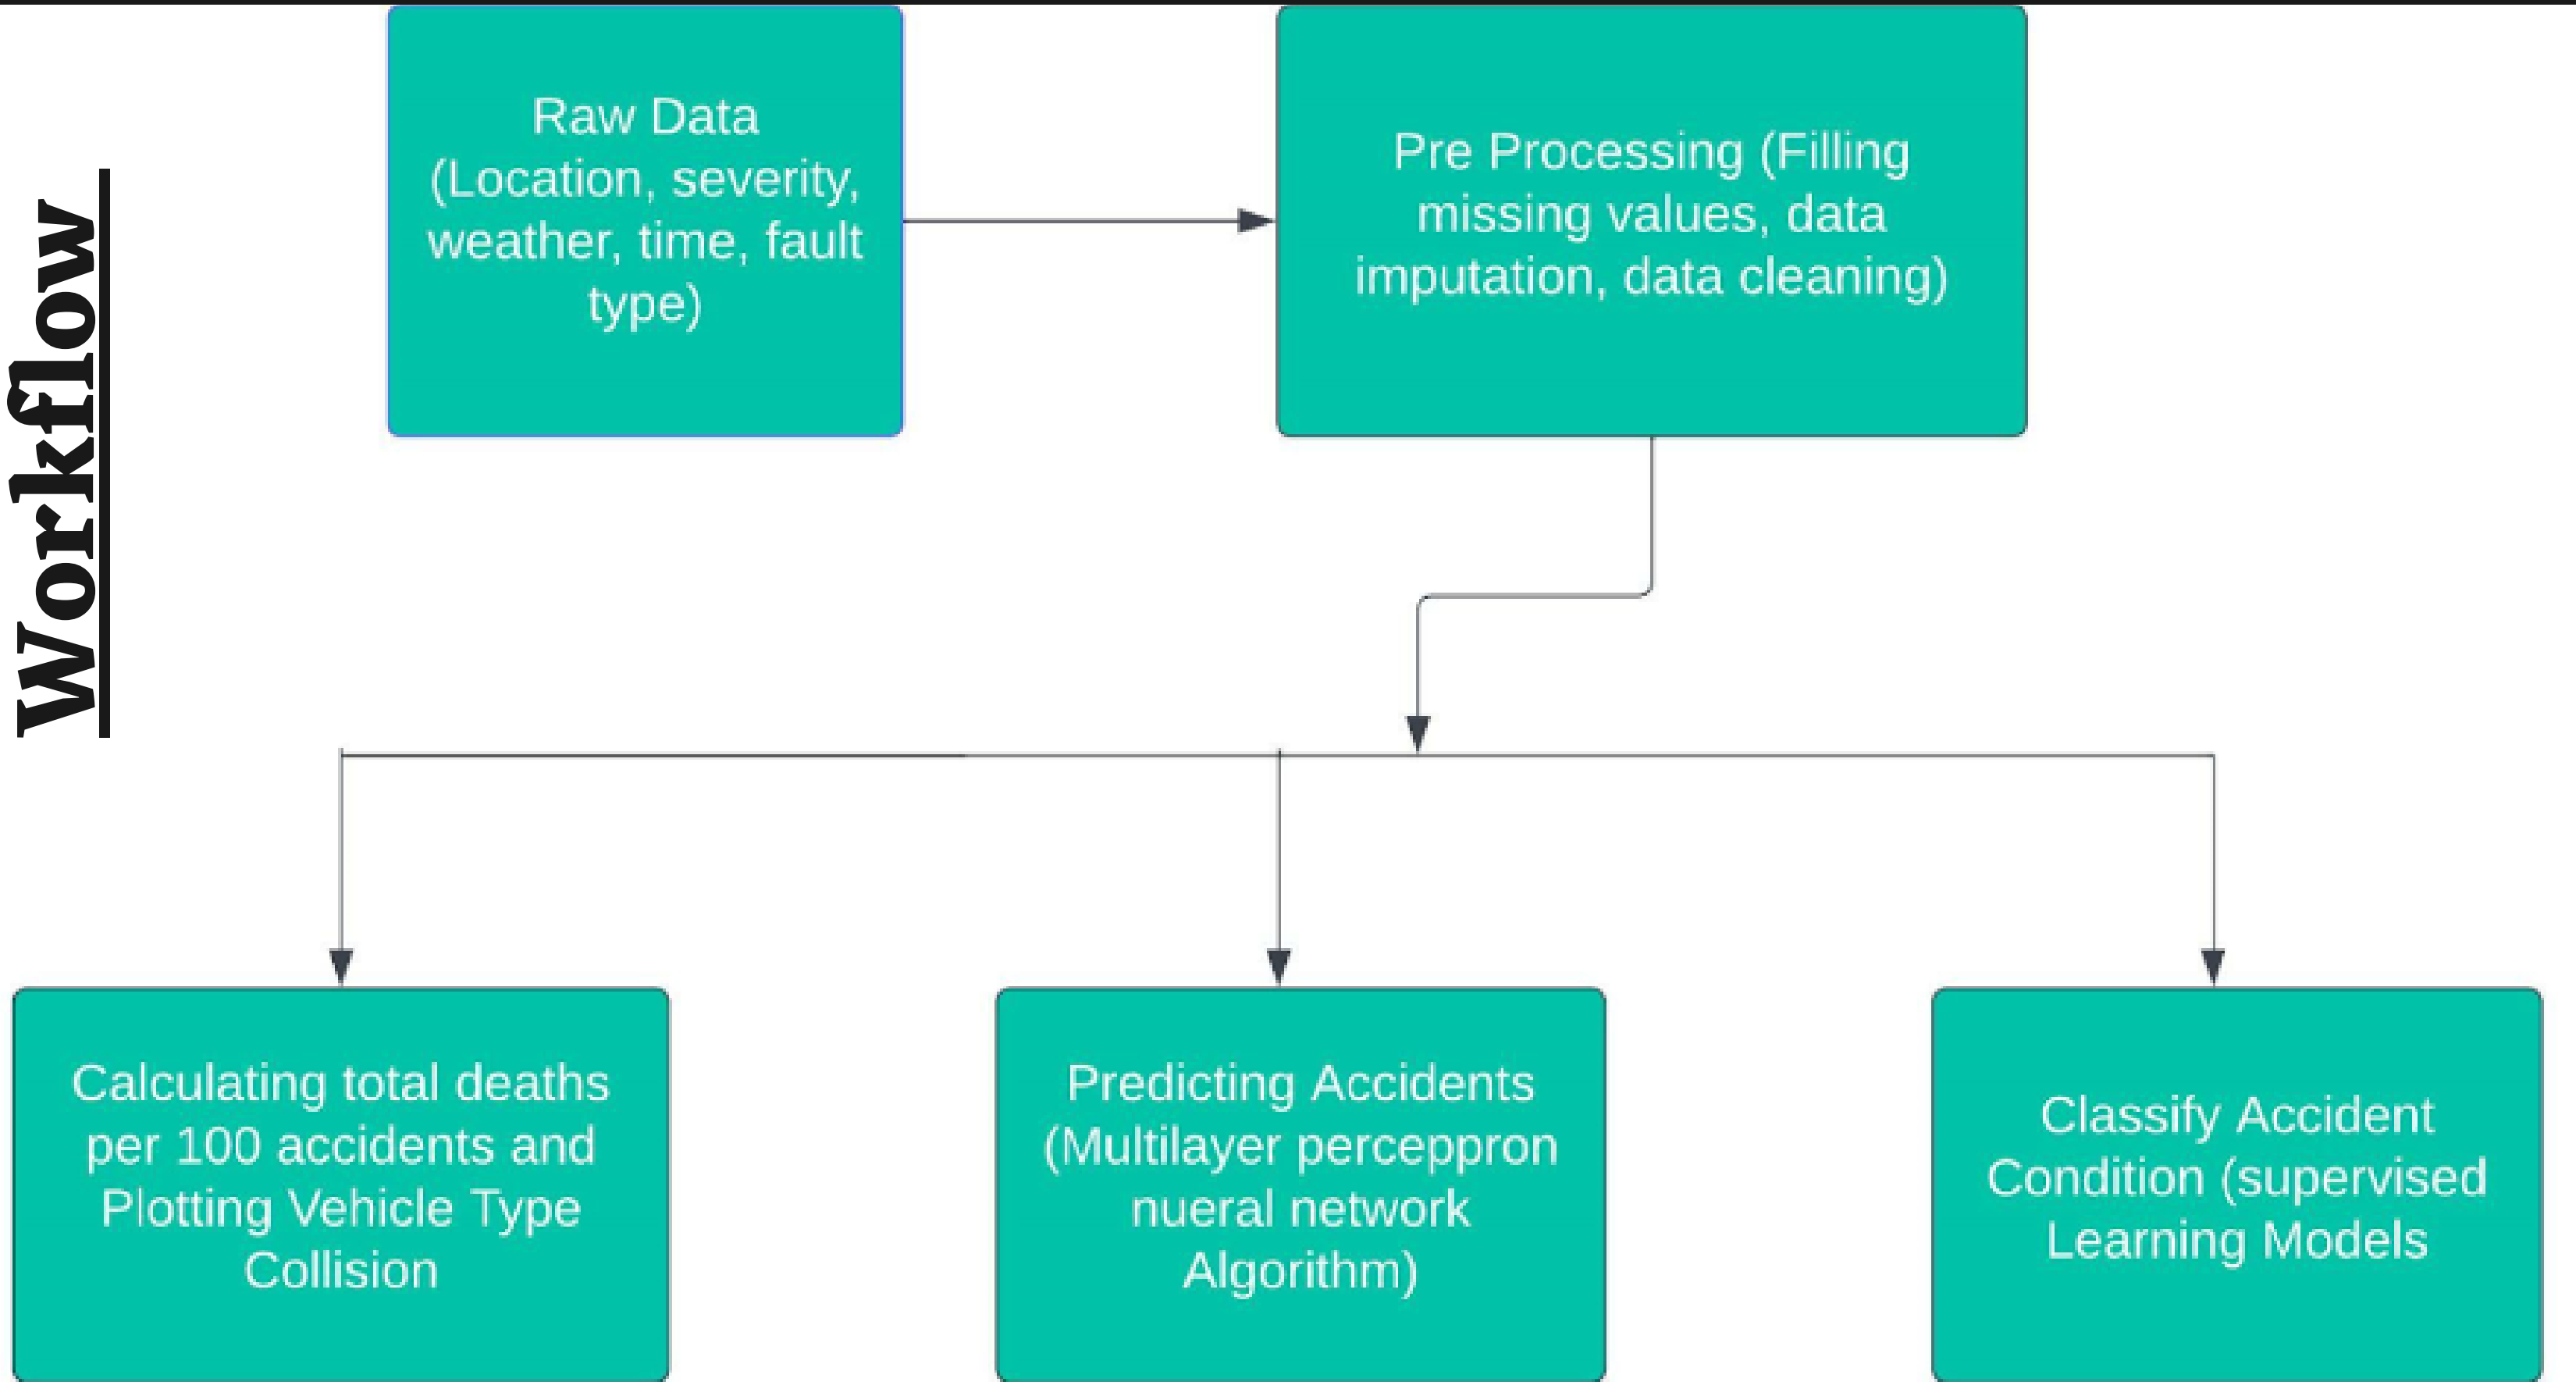 Workflow
Raw Data
(Location, severity,
weather, time, fault
type)
Pre Processing (Filling
missing values, data
imputation, data cleaning)
Calculating total deaths
per 100 accidents and
Plotting Vehicle Type
Collision
Predicting Accidents
(Multilayer perceppron
nueral network
Algorithm)
Classify Accident
Condition (supervised
Learning Models